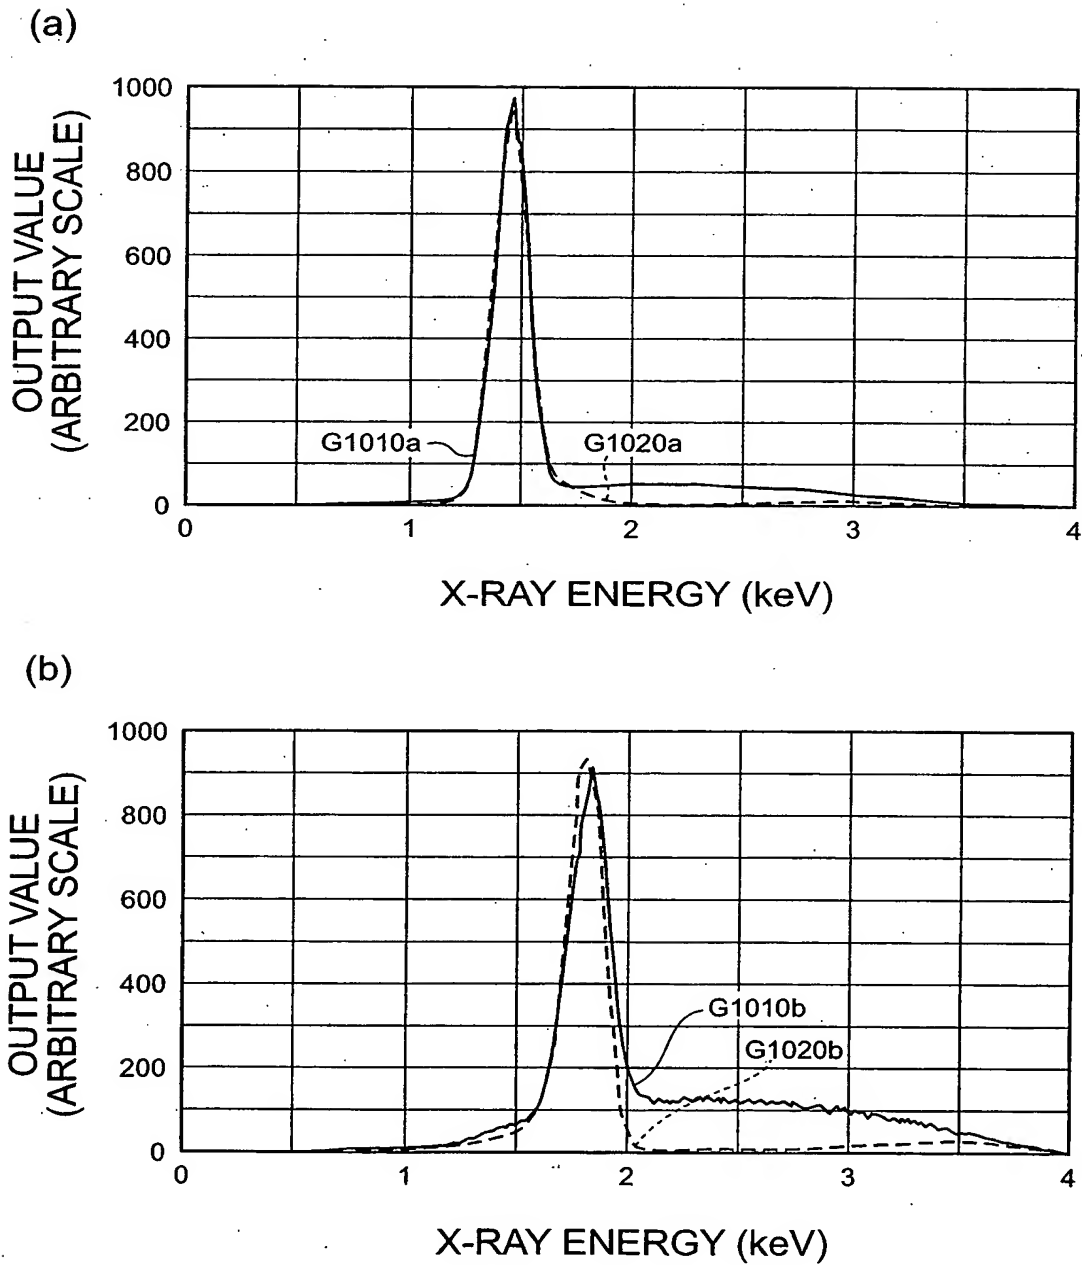 (a)
OUTPUT VALUE
(ARBITRARY SCALE)
1000
800
600
400
200
0
G1010a
G1020a
0 1 2 3 4
X-RAY ENERGY (keV)
(b)
OUTPUT VALUE
(ARBITRARY SCALE)
1000
800
600
400
200
0
G1010b
G1020b
0 1 2 3 4
X-RAY ENERGY (keV)